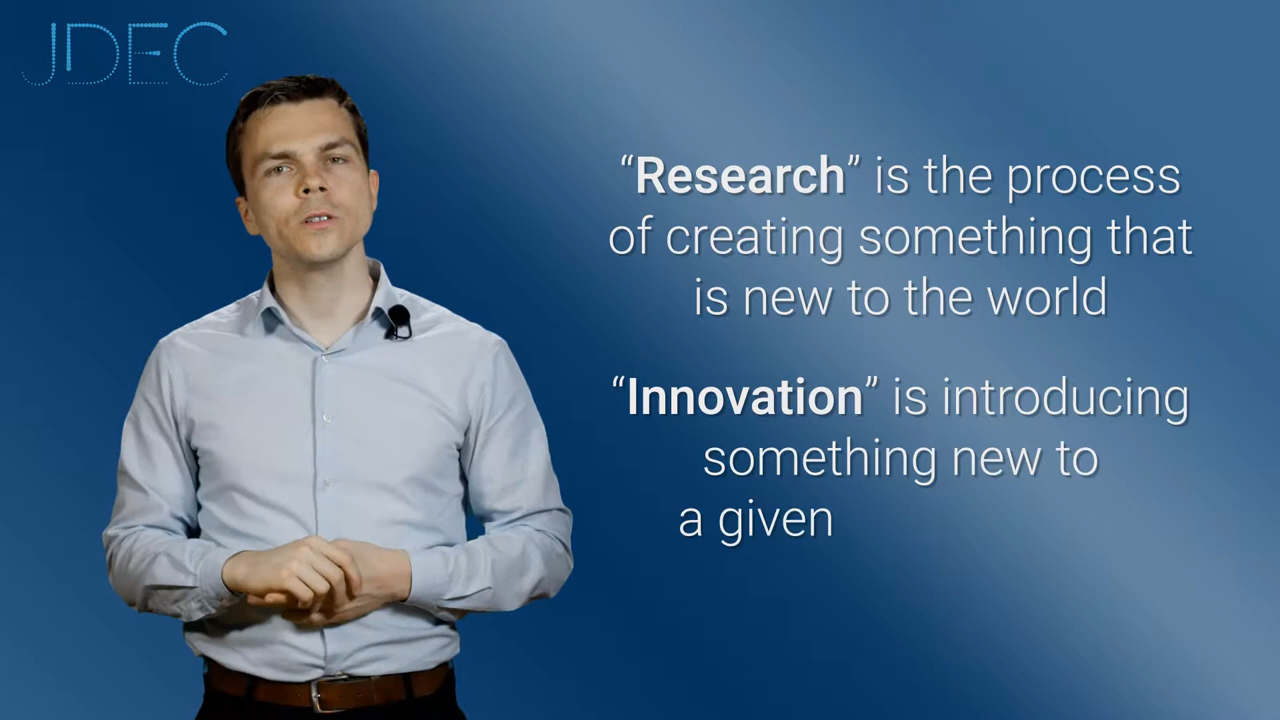 JDEC
“Research” is the process
of creating something that
is new to the world
“Innovation” is introducing
something new to
a given